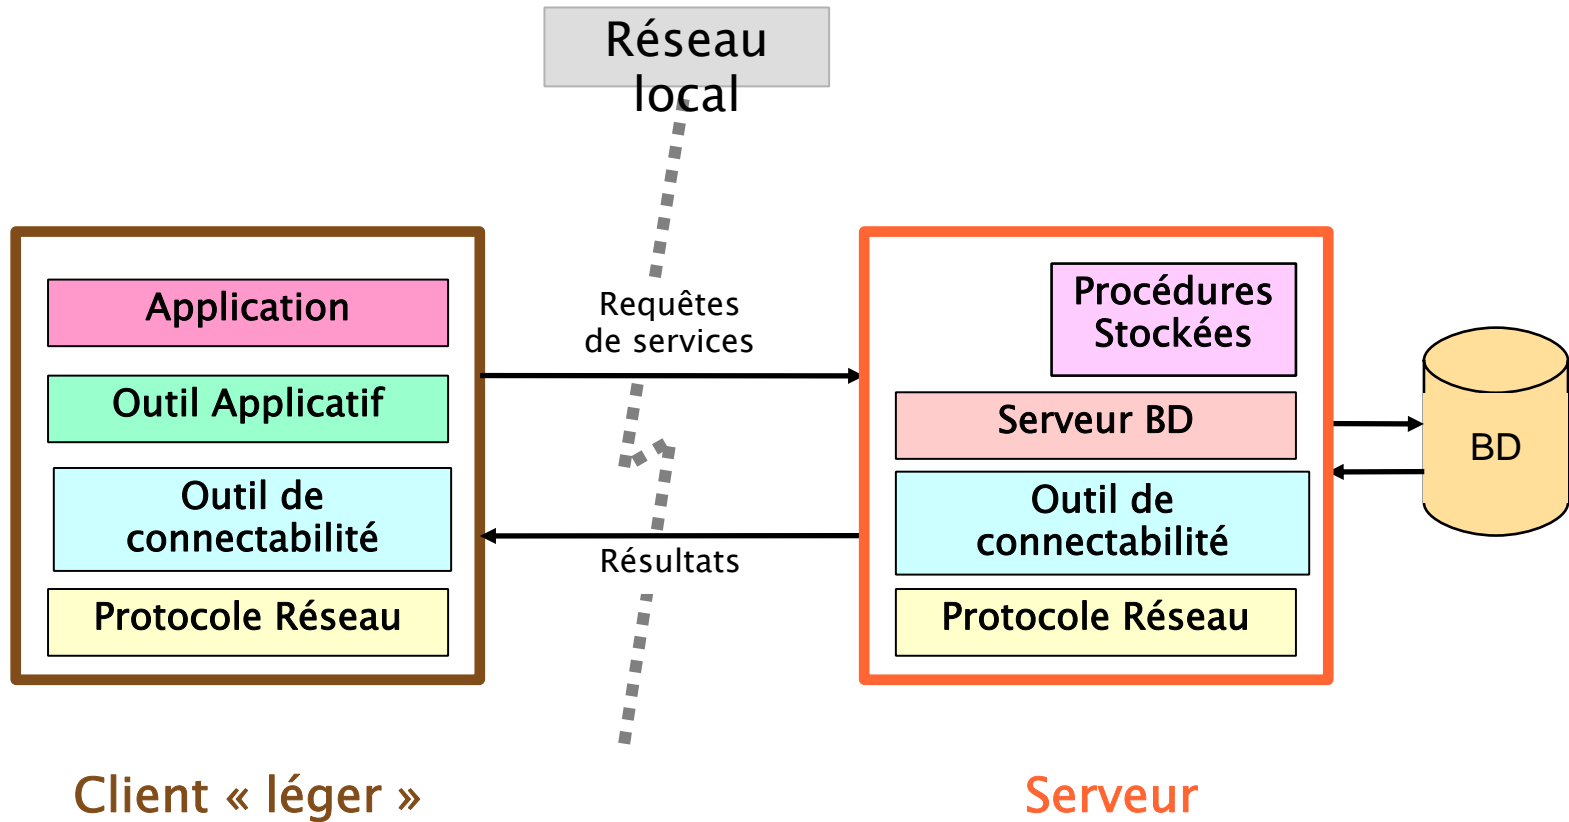 Réseau
local
Application
Outil Applicatif
Outil de
connectabilité
Protocole Réseau
Requêtes
de services
Résultats
Procédures
Stockées
Serveur BD
Outil de
connectabilité
Protocole Réseau
BD
Client « léger »
Serveur